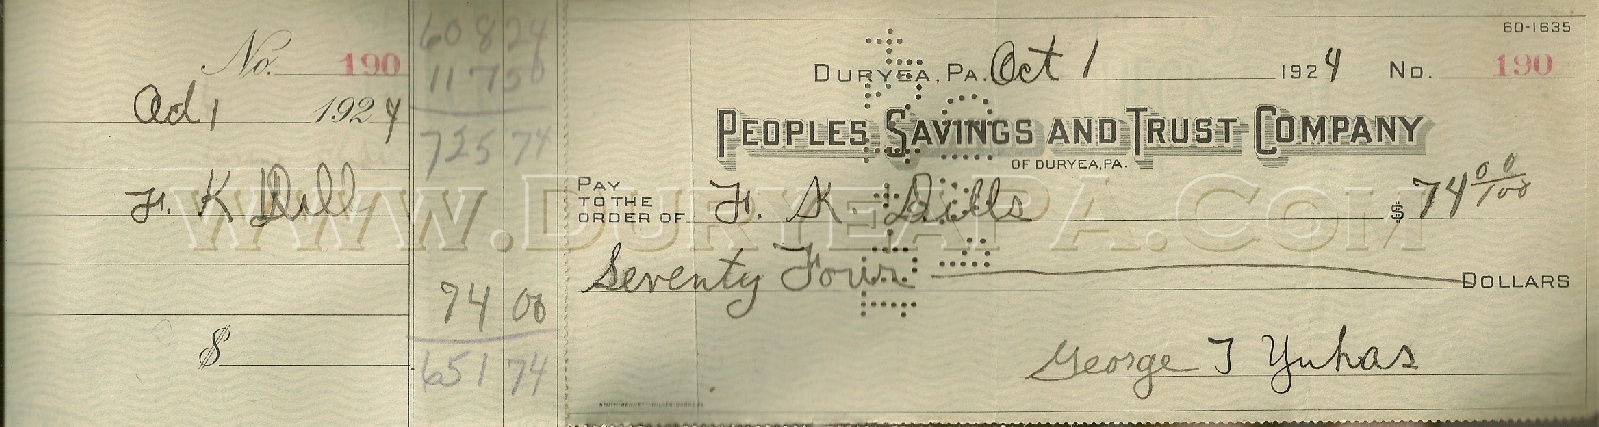 No. 190
Oct 1 1924
F. K Dill
$
608 24
117 50
725 74
74 00
651 74
60-1635
DURYEA, PA. Oct 1 1924 No. 190
PEOPLES SAVINGS AND TRUST COMPANY
OF DURYEA, PA.
PAY TO THE ORDER OF F. K Dills $ 74 00/100
Seventy Four DOLLARS
George T Yuhas
WWW.DURYEAPA.COM